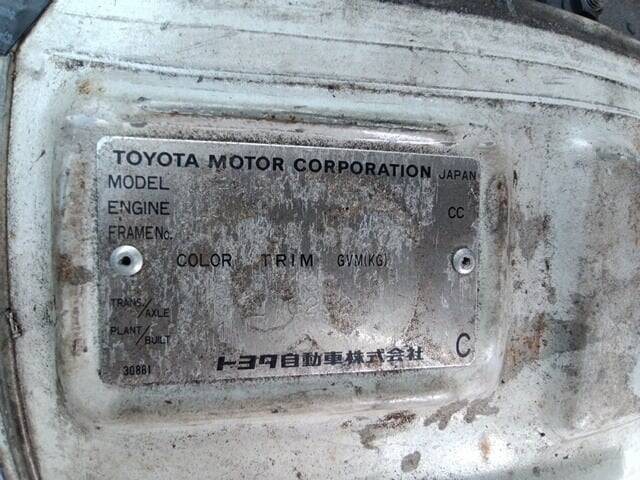 TOYOTA MOTOR CORPORATION JAPAN
MODEL
ENGINE CC
FRAME No.
COLOR TRIM GVM(KG)
TRANS/AXLE
PLANT/BUILT
30881
トヨタ自動車株式会社 C